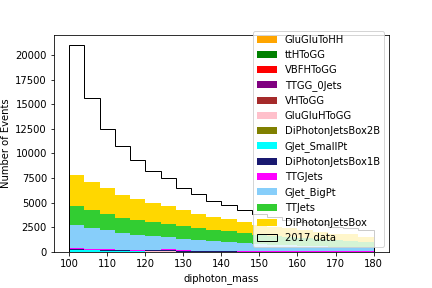 GluGluToHH
ttHToGG
VBFHToGG
TTGG_0Jets
VHToGG
GluGluHToGG
DiPhotonJetsBox2B
GJet_SmallPt
DiPhotonJetsBox1B
TTGJets
GJet_BigPt
TTJets
DiPhotonJetsBox
2017 data
Number of Events
20000
17500
15000
12500
10000
7500
5000
2500
0
100 110 120 130 140 150 160 170 180
diphoton_mass